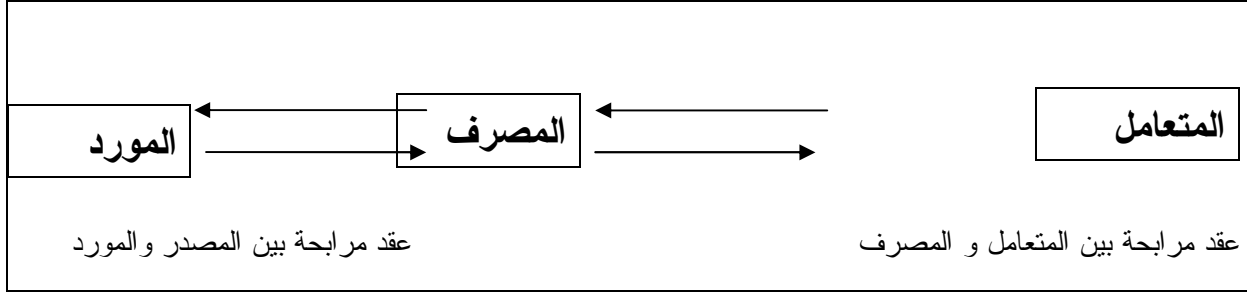 المتعامل
المصرف
المورد
عقد مرابحة بين المتعامل و المصرف
عقد مرابحة بين المصدر والمورد